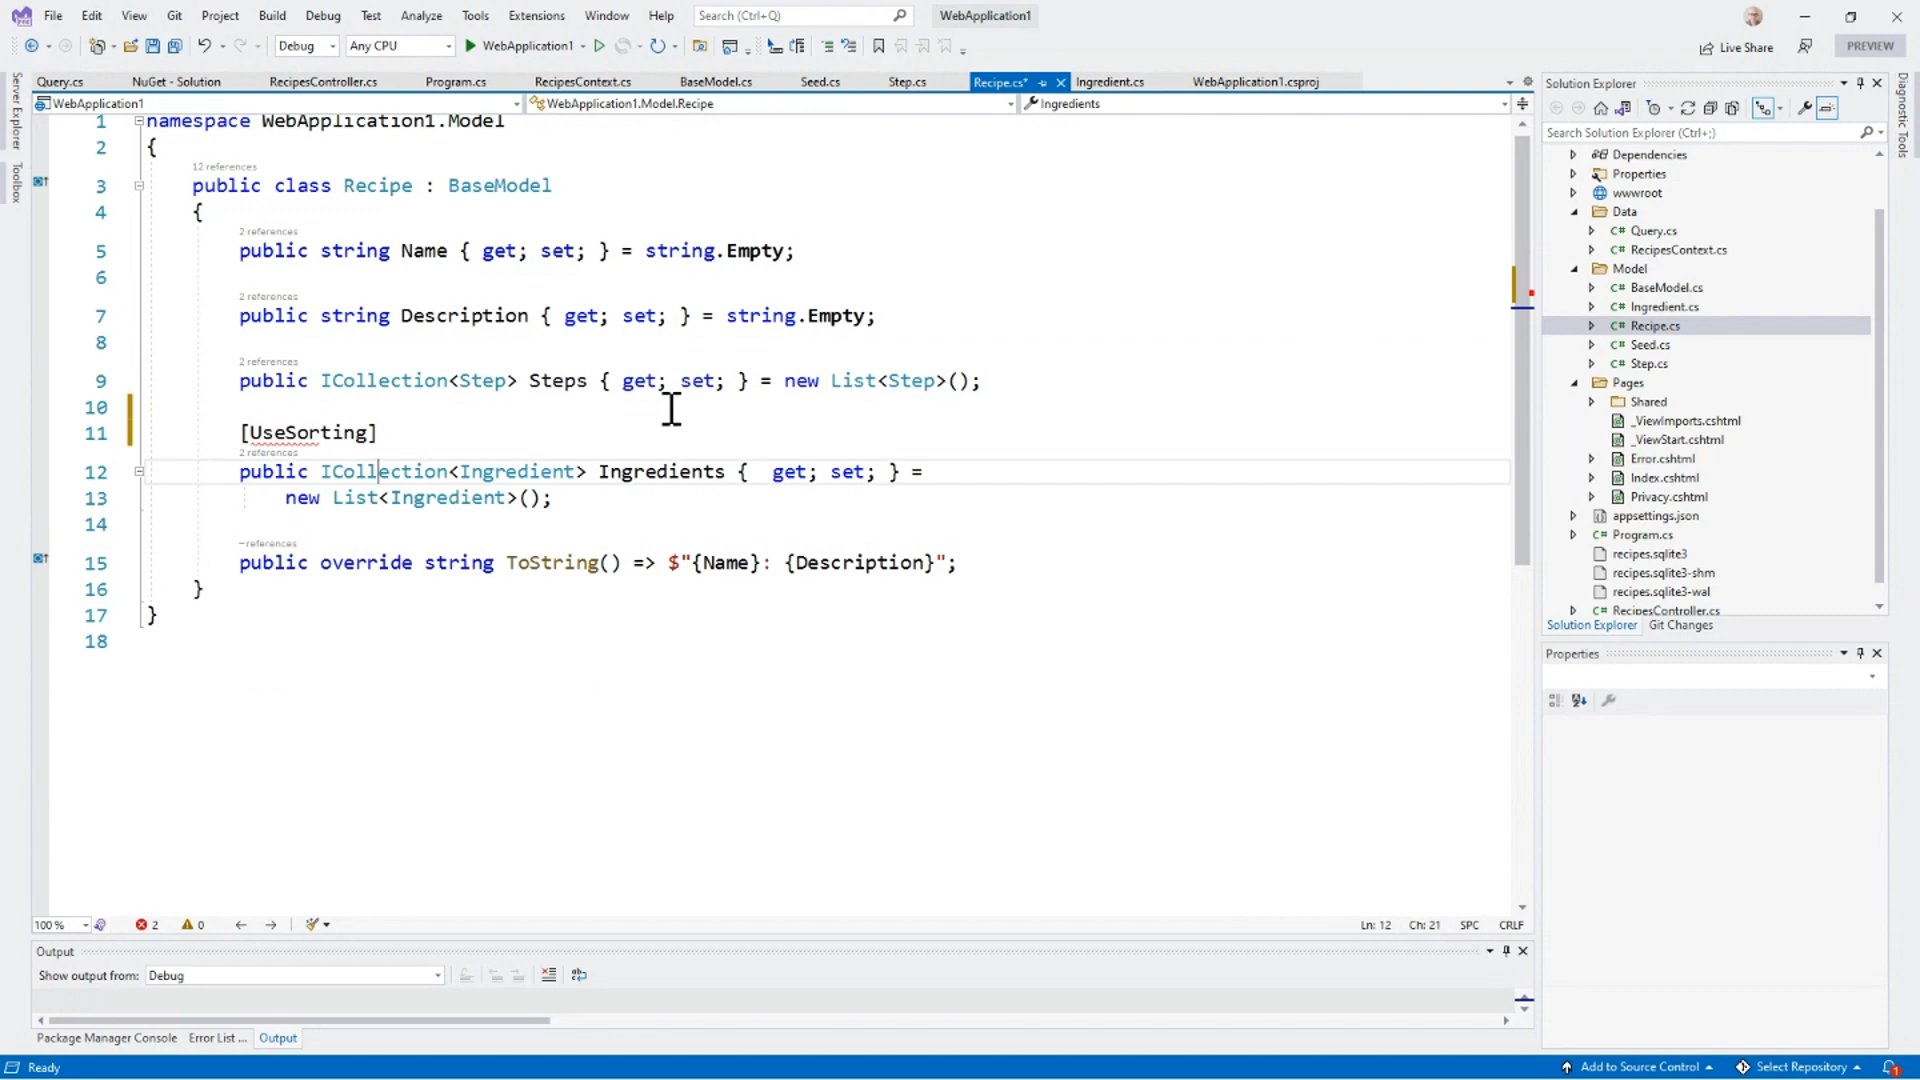 File Edit View Git Project Build Debug Test Analyze Tools Extensions Window Help Search (Ctrl+Q) WebApplication1
Debug Any CPU WebApplication1 Live Share PREVIEW
Query.cs NuGet - Solution RecipesController.cs Program.cs RecipesContext.cs BaseModel.cs Seed.cs Step.cs Recipe.cs* Ingredient.cs WebApplication1.csproj
WebApplication1 WebApplication1.Model.Recipe Ingredients
Server Explorer
Toolbox
1 namespace WebApplication1.Model
2 {
12 references
3 public class Recipe : BaseModel
4 {
2 references
5 public string Name { get; set; } = string.Empty;
6
2 references
7 public string Description { get; set; } = string.Empty;
8
2 references
9 public ICollection<Step> Steps { get; set; } = new List<Step>();
10
11 [UseSorting]
2 references
12 public ICollection<Ingredient> Ingredients {  get; set; } =
13 new List<Ingredient>();
14
-references
15 public override string ToString() => $"{Name}: {Description}";
16 }
17 }
18
100 % 2 0 Ln: 12 Ch: 21 SPC CRLF
Output
Show output from: Debug
Package Manager Console Error List ... Output
Solution Explorer
Search Solution Explorer (Ctrl+;)
Dependencies
Properties
wwwroot
Data
C# Query.cs
C# RecipesContext.cs
Model
C# BaseModel.cs
C# Ingredient.cs
C# Recipe.cs
C# Seed.cs
C# Step.cs
Pages
Shared
_ViewImports.cshtml
_ViewStart.cshtml
Error.cshtml
Index.cshtml
Privacy.cshtml
appsettings.json
C# Program.cs
recipes.sqlite3
recipes.sqlite3-shm
recipes.sqlite3-wal
C# RecipesController.cs
Solution Explorer Git Changes
Properties
Diagnostic Tools
Ready Add to Source Control Select Repository 1